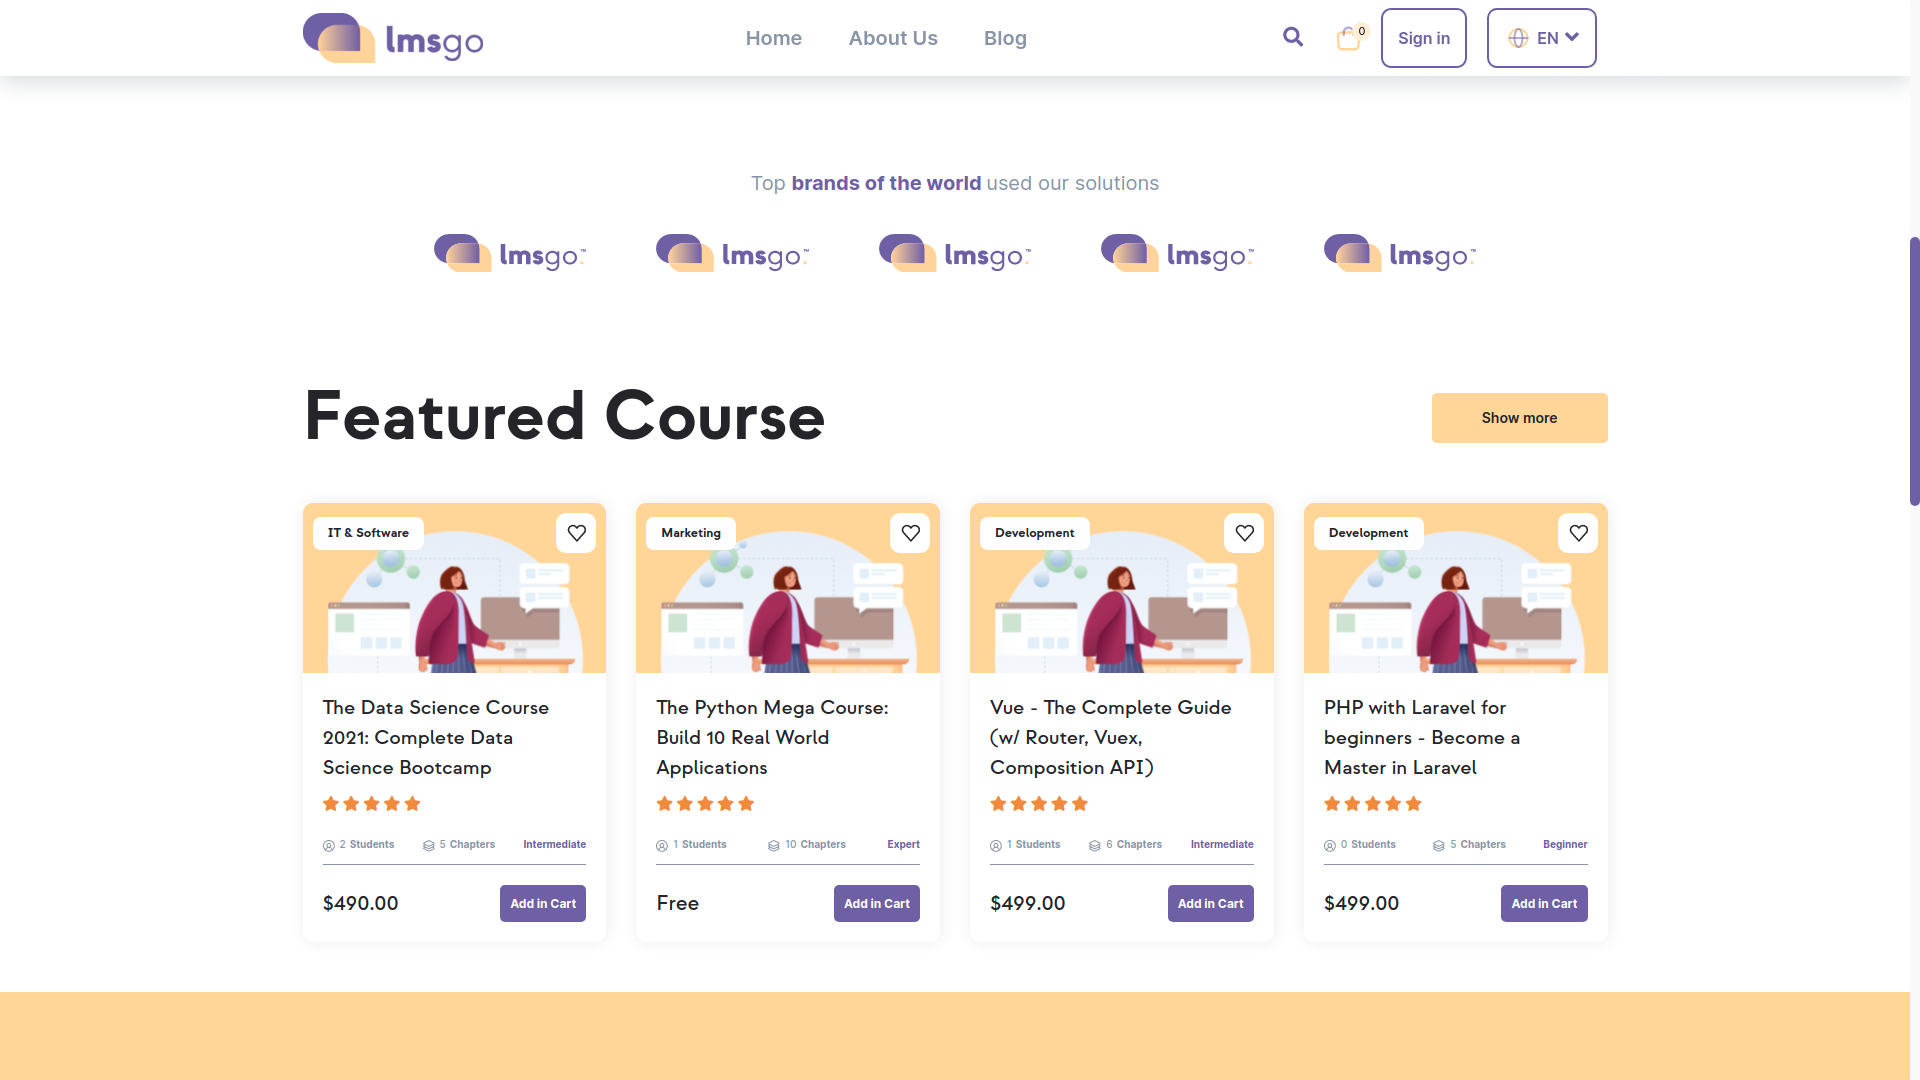 lmsgo
Home
About Us
Blog
0
Sign in
EN
Top brands of the world used our solutions
lmsgo.™
lmsgo.™
lmsgo.™
lmsgo.™
lmsgo.™
Featured Course
Show more
IT & Software
The Data Science Course
2021: Complete Data
Science Bootcamp
2 Students
5 Chapters
Intermediate
$490.00
Add in Cart
Marketing
The Python Mega Course:
Build 10 Real World
Applications
1 Students
10 Chapters
Expert
Free
Add in Cart
Development
Vue - The Complete Guide
(w/ Router, Vuex,
Composition API)
1 Students
6 Chapters
Intermediate
$499.00
Add in Cart
Development
PHP with Laravel for
beginners - Become a
Master in Laravel
0 Students
5 Chapters
Beginner
$499.00
Add in Cart